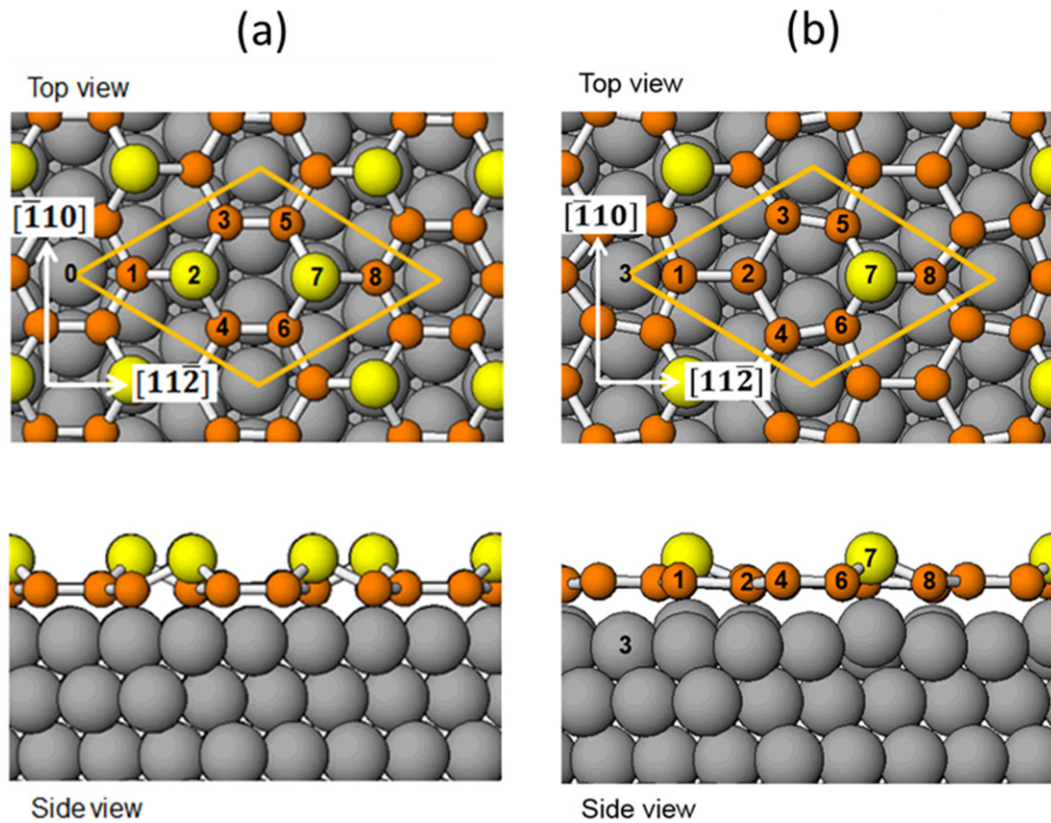 (a)
(b)
Top view
Top view
[1̅10]
3 5
0 1 2 7 8
4 6
[112̅]
[1̅10]
3 5
3 1 2 7 8
4 6
[112̅]
7
1 2 4 6 8
3
Side view
Side view